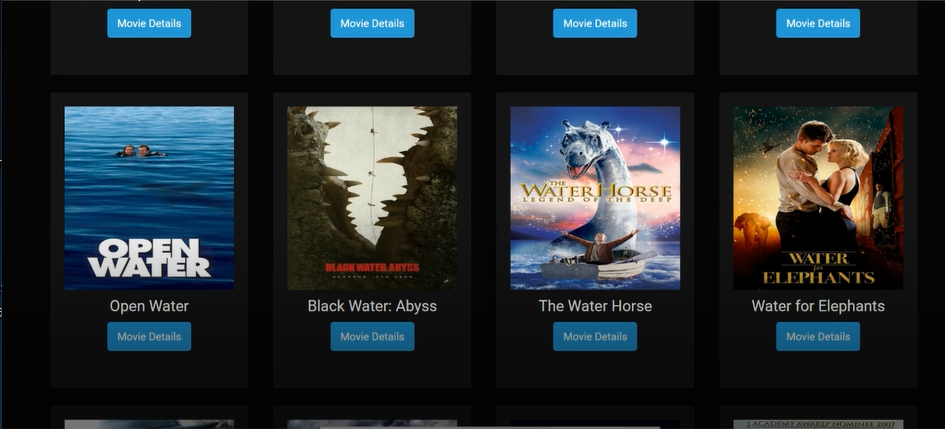 Movie Details Movie Details Movie Details Movie Details
OPEN
WATER
BLACK WATER ABYSS
THE
WATER HORSE
LEGEND OF THE DEEP
WATER
for
ELEPHANTS
Open Water Black Water: Abyss The Water Horse Water for Elephants
Movie Details Movie Details Movie Details Movie Details
ACADEMY AWARD NOMINEE 2007